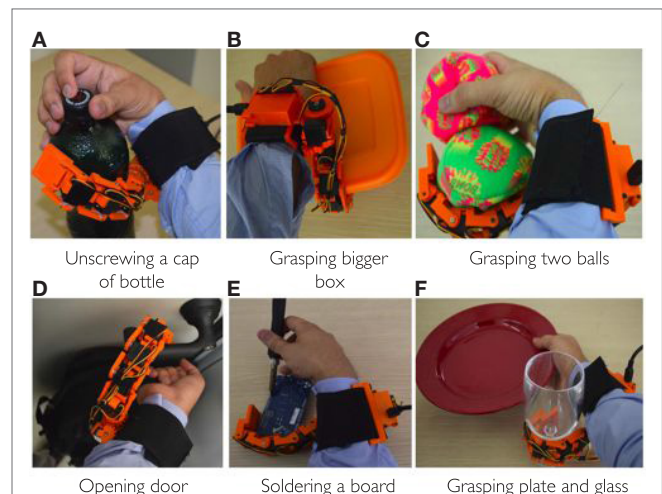 A
B
C
Unscrewing a cap
of bottle
Grasping bigger
box
Grasping two balls
D
E
F
Opening door
Soldering a board
Grasping plate and glass